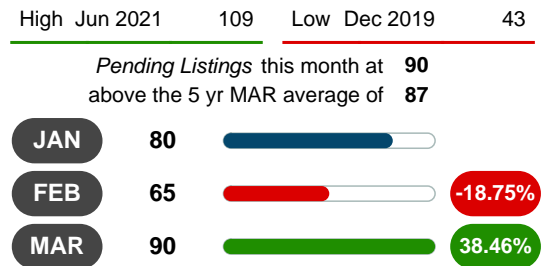 High Jun 2021 109 Low Dec 2019 43
Pending Listings this month at 90
above the 5 yr MAR average of 87
JAN 80
FEB 65 -18.75%
MAR 90 38.46%